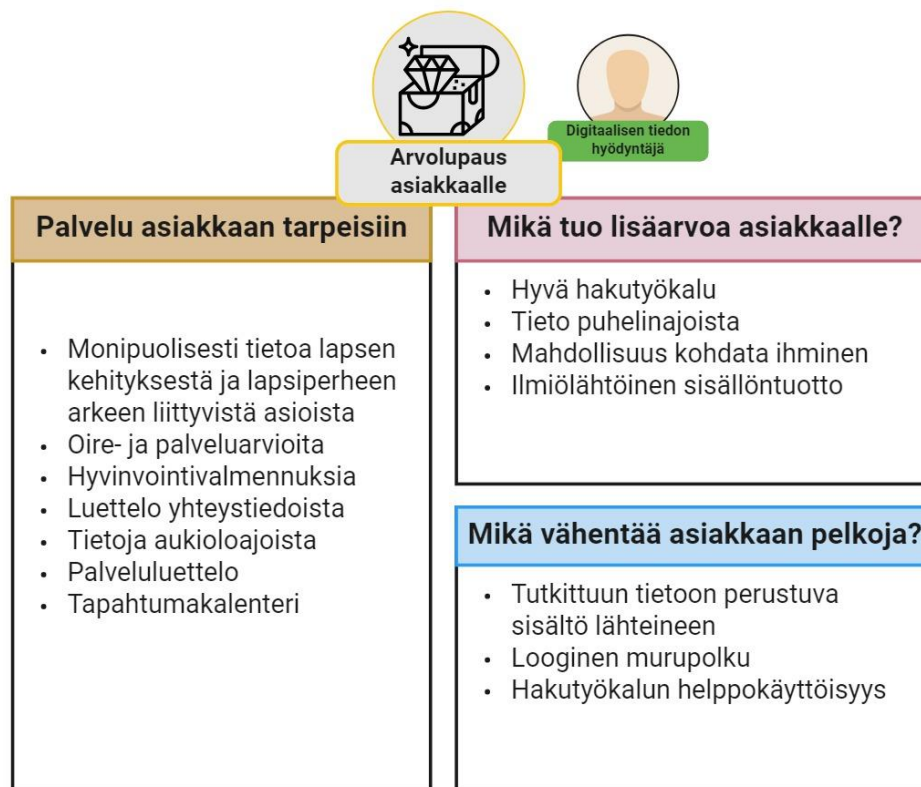 Arvolupaus
asiakkaalle
Digitaalisen tiedon
hyödyntäjä
Palvelu asiakkaan tarpeisiin
Monipuolisesti tietoa lapsen
kehityksestä ja lapsiperheen
arkeen liittyvistä asioista
Oire- ja palveluarvioita
Hyvinvointivalmennuksia
Luettelo yhteystiedoista
Tietoja aukioloajoista
Palveluluettelo
Tapahtumakalenteri
Mikä tuo lisäarvoa asiakkaalle?
Hyvä hakutyökalu
Tieto puhelinajoista
Mahdollisuus kohdata ihminen
Ilmiölähtöinen sisällöntuotto
Mikä vähentää asiakkaan pelkoja?
Tutkittuun tietoon perustuva
sisältö lähteineen
Looginen murupolku
Hakutyökalun helppokäyttöisyys